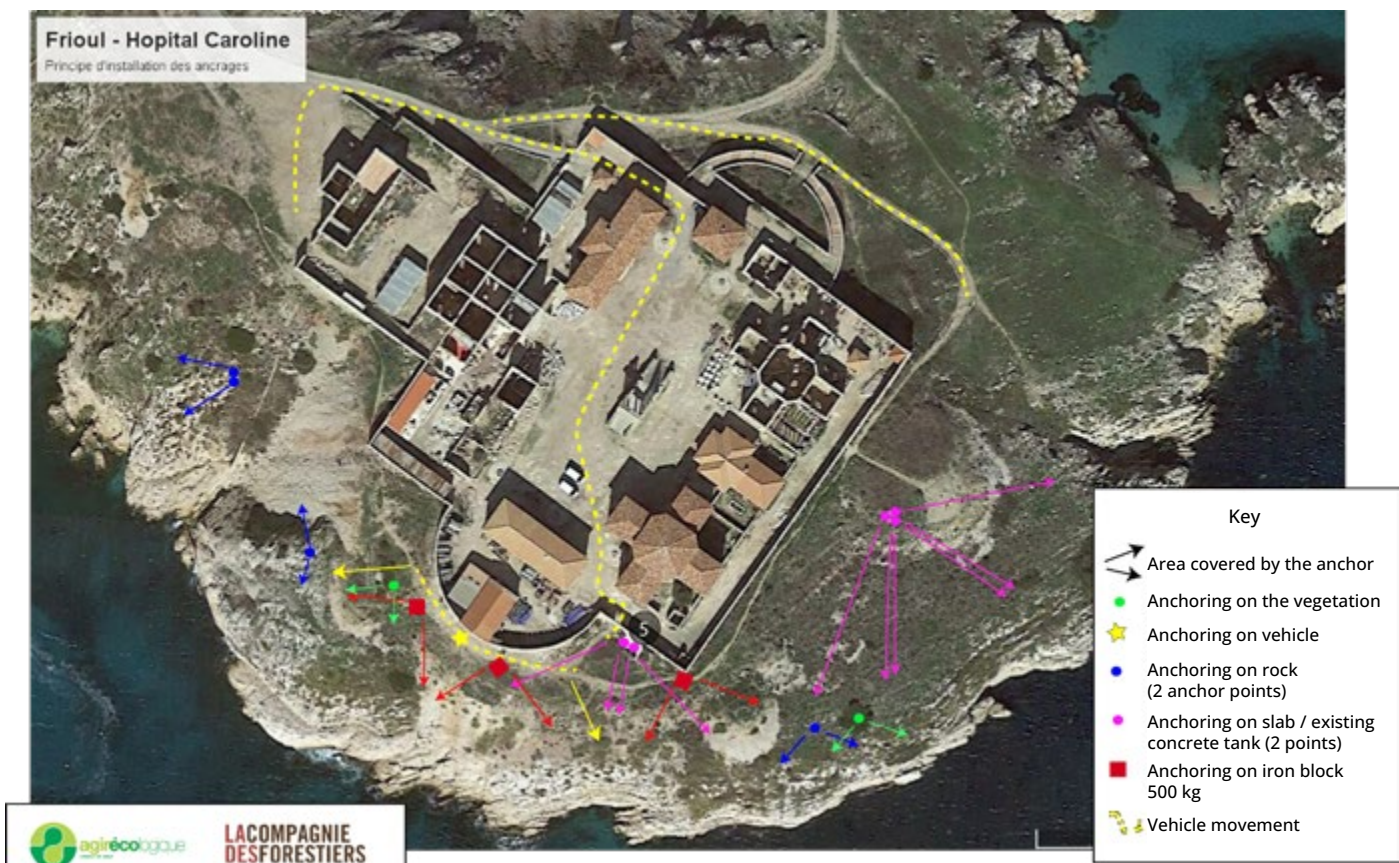 Frioul - Hopital Caroline
Principe d'installation des ancrages
5
Key
Area covered by the anchor
Anchoring on the vegetation
Anchoring on vehicle
Anchoring on rock
(2 anchor points)
Anchoring on slab / existing
concrete tank (2 points)
Anchoring on iron block
500 kg
Vehicle movement
agirécologique
LACOMPAGNIE
DESFORESTIERS